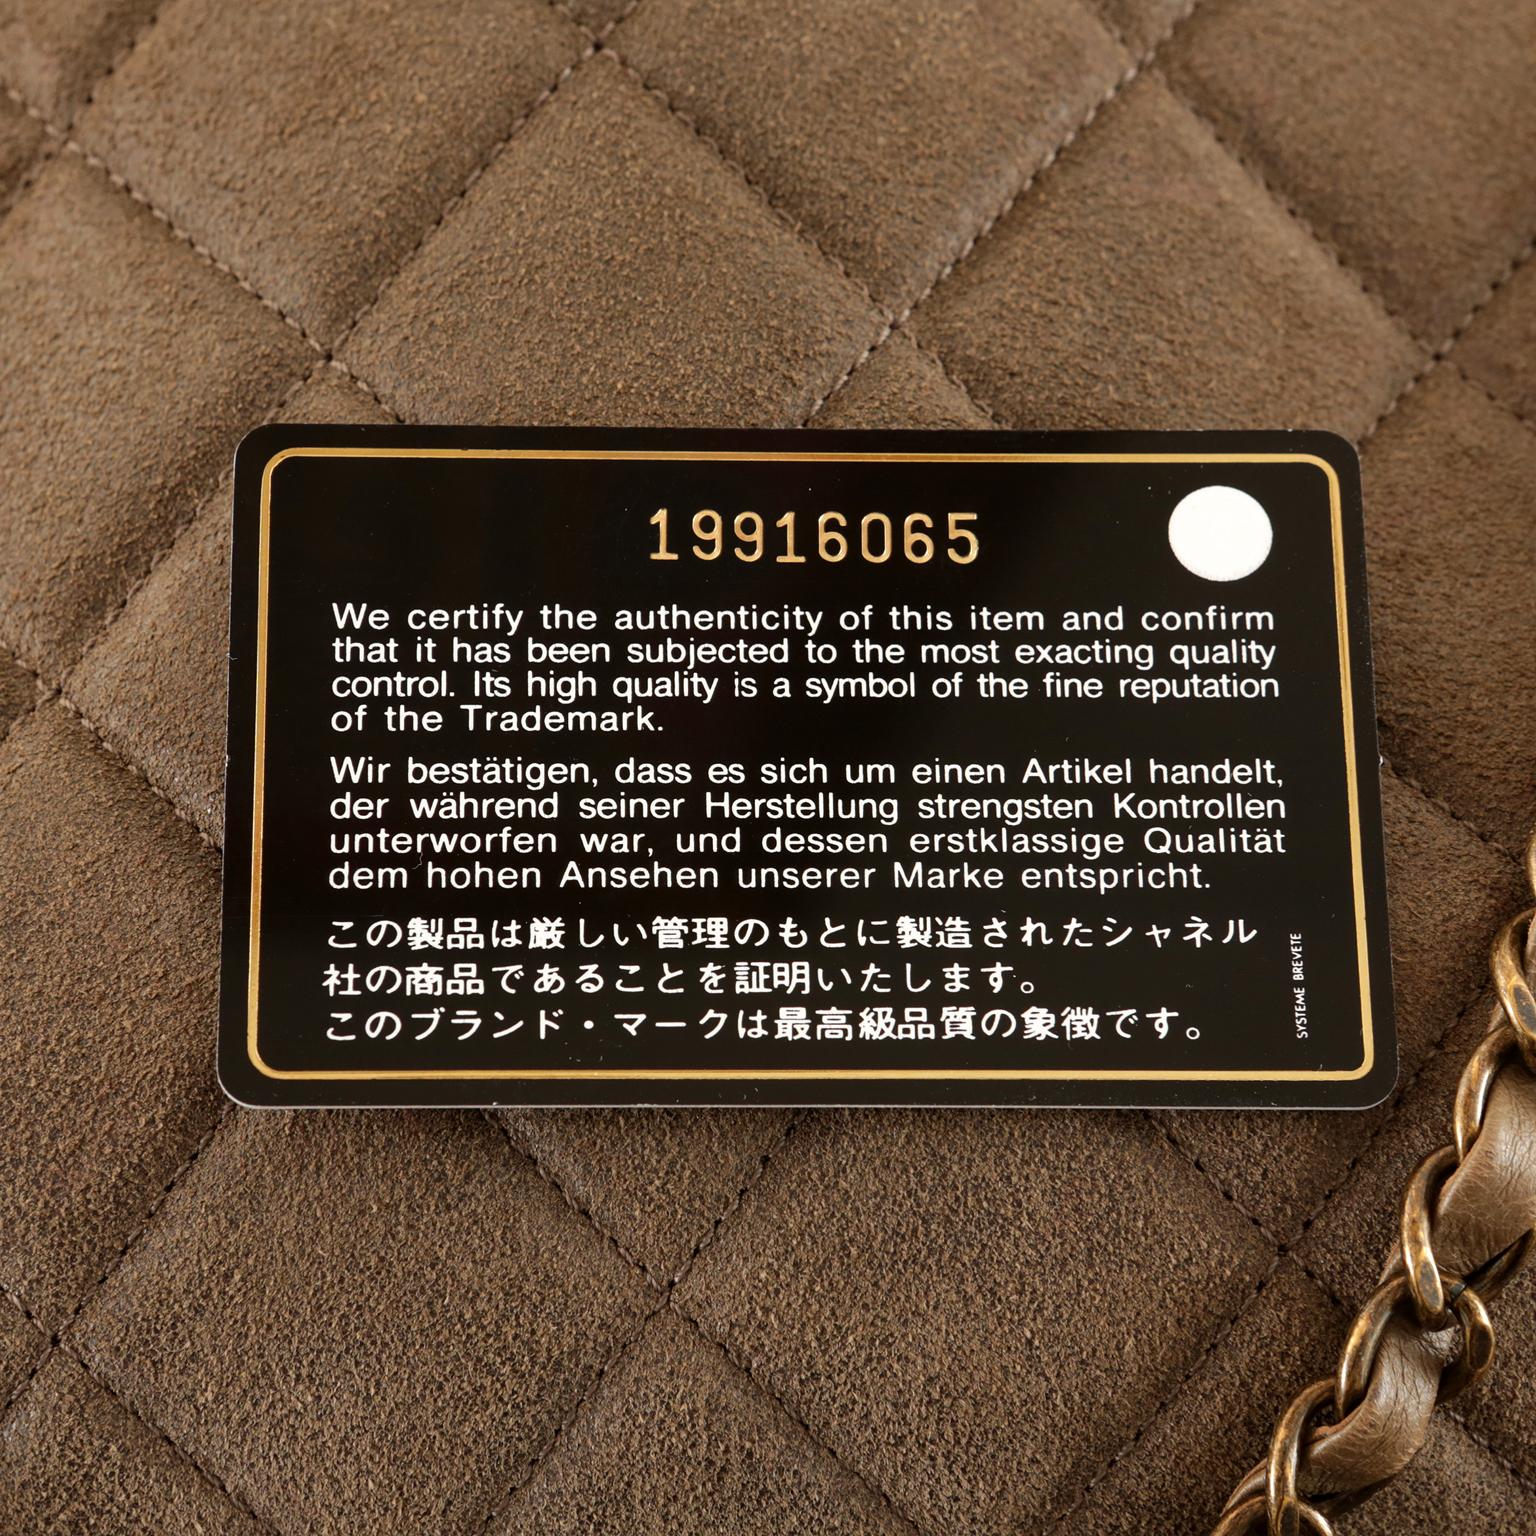 19916065
We certify the authenticity of this item and confirm
that it has been subjected to the most exacting quality
control. Its high quality is a symbol of the fine reputation
of the Trademark.
Wir bestätigen, dass es sich um einen Artikel handelt,
der während seiner Herstellung strengsten Kontrollen
unterworfen war, und dessen erstklassige Qualität
dem hohen Ansehen unserer Marke entspricht.
この製品は厳しい管理のもとに製造されたシャネル
社の商品であることを証明いたします。
このブランド・マークは最高級品質の象徴です。
SYSTEME BREVETE